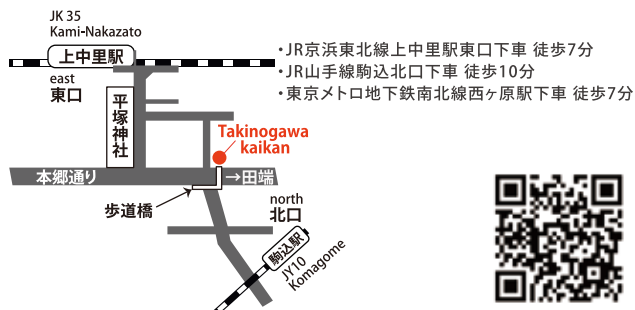 JK 35
Kami-Nakazato
上中里駅
east
東口
平塚神社
・JR京浜東北線上中里駅東口下車 徒歩7分
・JR山手線駒込北口下車 徒歩10分
・東京メトロ地下鉄南北線西ヶ原駅下車 徒歩7分
Takinogawa
kaikan
本郷通り
→田端
歩道橋
north
北口
駒込駅
JY10
Komagome